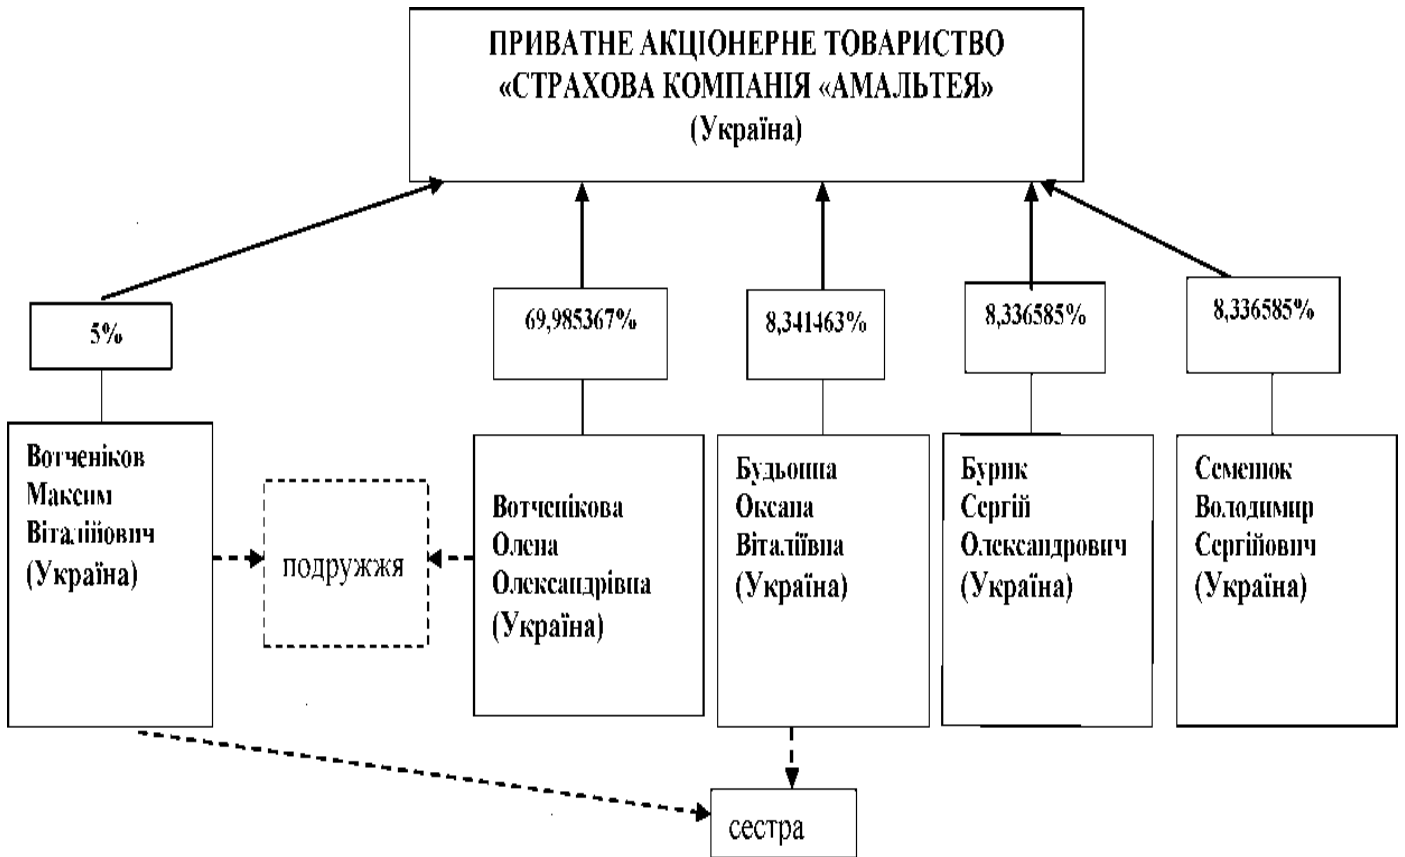 ПРИВАТНЕ АКЦІОНЕРНЕ ТОВАРИСТВО
«СТРАХОВА КОМПАНІЯ «АМАЛЬТЕЯ»
(Україна)
5%
69,985367%
8,341463%
8,336585%
8,336585%
Вотченіков
Максим
Віталійович
(Україна)
подружжя
Вотченікова
Олена
Олександрівна
(Україна)
Будьонна
Оксана
Віталіївна
(Україна)
Бурик
Сергій
Олександрович
(Україна)
Семенюк
Володимир
Сергійович
(Україна)
сестра